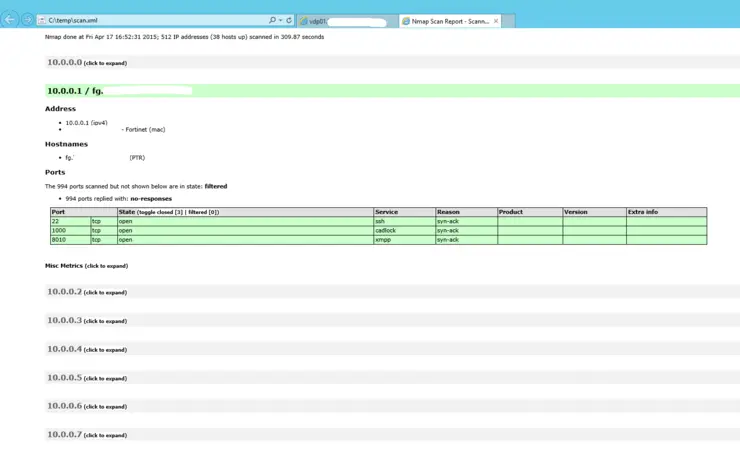 C:\temp\scan.xml
vdp01.
Nmap Scan Report - Scann...
Nmap done at Fri Apr 17 16:52:31 2015; 512 IP addresses (38 hosts up) scanned in 309.87 seconds
10.0.0.0 (click to expand)
10.0.0.1 / fg.
Address
10.0.0.1 (ipv4)
- Fortinet (mac)
Hostnames
fg. (PTR)
Ports
The 994 ports scanned but not shown below are in state: filtered
994 ports replied with: no-responses
Port State (toggle closed [3] | filtered [0]) Service Reason Product Version Extra info
22 tcp open ssh syn-ack
1000 tcp open cadlock syn-ack
8010 tcp open xmpp syn-ack
Misc Metrics (click to expand)
10.0.0.2 (click to expand)
10.0.0.3 (click to expand)
10.0.0.4 (click to expand)
10.0.0.5 (click to expand)
10.0.0.6 (click to expand)
10.0.0.7 (click to expand)